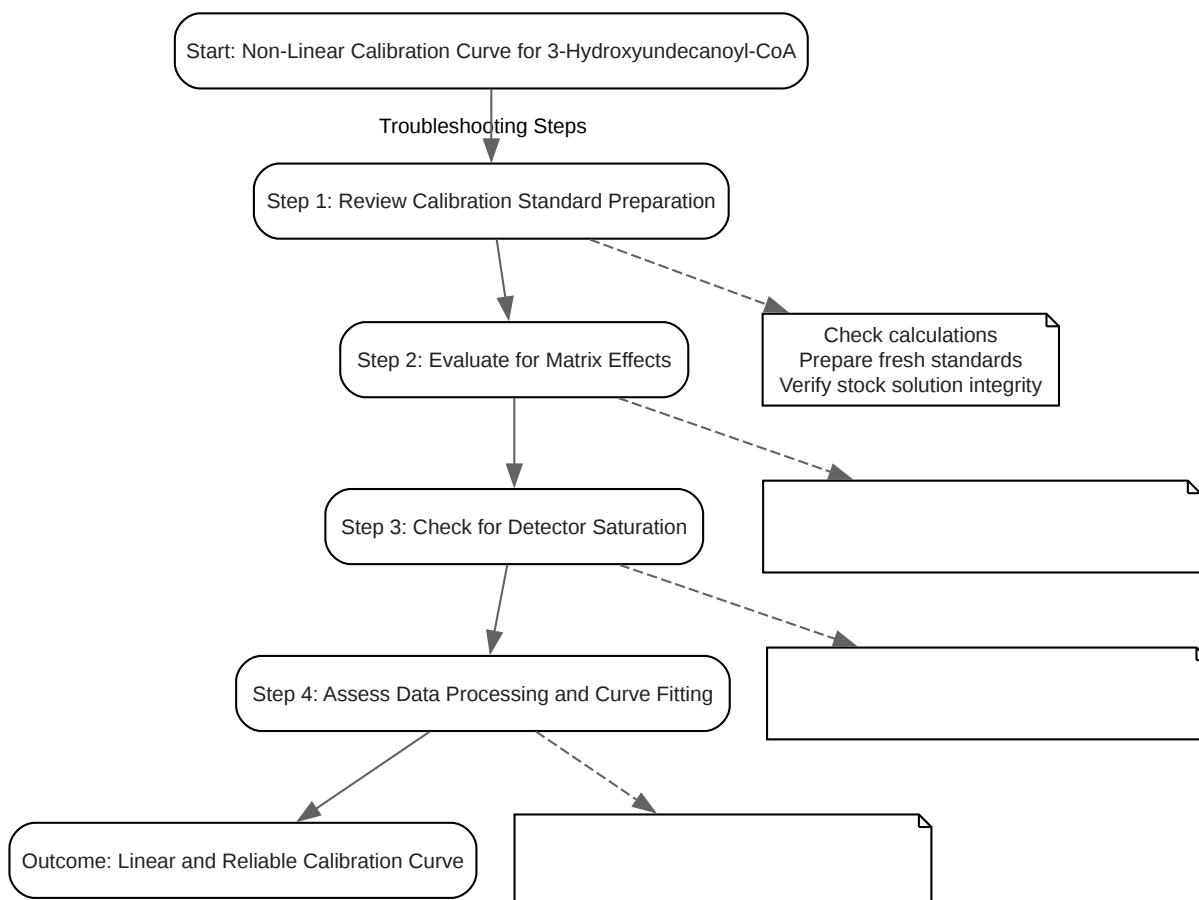 Start: Non-Linear Calibration Curve for 3-Hydroxyundecanoyl-CoA
Troubleshooting Steps
Step 1: Review Calibration Standard Preparation
Check calculations
Prepare fresh standards
Verify stock solution integrity
Step 2: Evaluate for Matrix Effects
Step 3: Check for Detector Saturation
Step 4: Assess Data Processing and Curve Fitting
Outcome: Linear and Reliable Calibration Curve